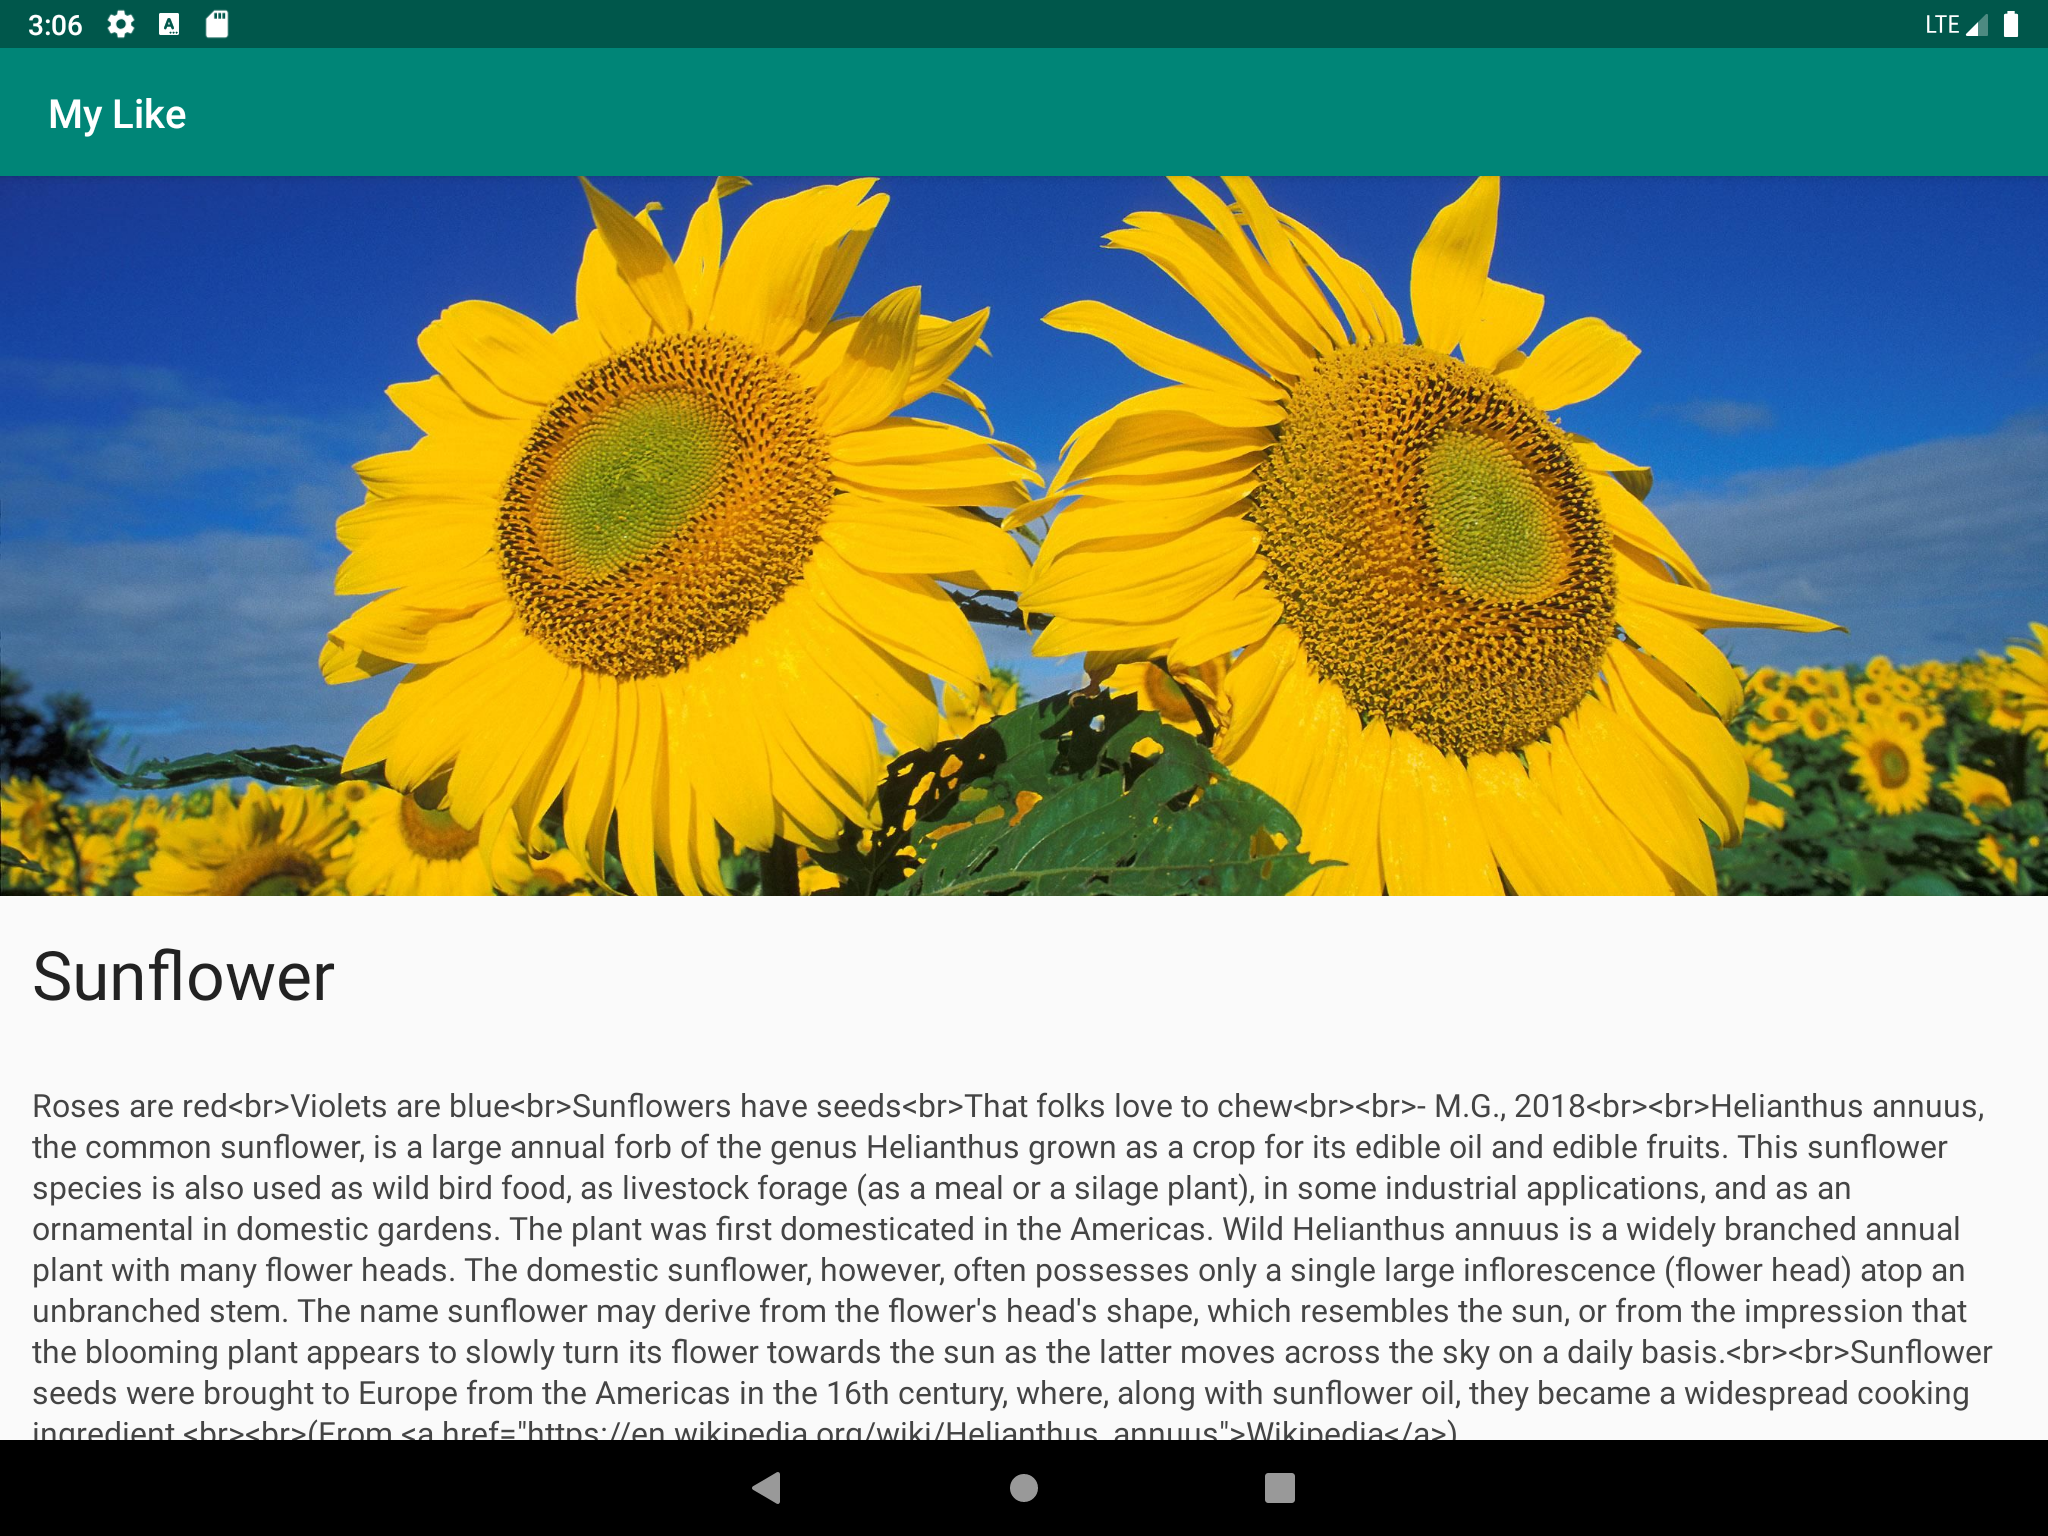 3:06
LTE
My Like
Sunflower
Roses are red<br>Violets are blue<br>Sunflowers have seeds<br>That folks love to chew<br><br>- M.G., 2018<br><br>Helianthus annuus,
the common sunflower, is a large annual forb of the genus Helianthus grown as a crop for its edible oil and edible fruits. This sunflower
species is also used as wild bird food, as livestock forage (as a meal or a silage plant), in some industrial applications, and as an
ornamental in domestic gardens. The plant was first domesticated in the Americas. Wild Helianthus annuus is a widely branched annual
plant with many flower heads. The domestic sunflower, however, often possesses only a single large inflorescence (flower head) atop an
unbranched stem. The name sunflower may derive from the flower's head's shape, which resembles the sun, or from the impression that
the blooming plant appears to slowly turn its flower towards the sun as the latter moves across the sky on a daily basis.<br><br>Sunflower
seeds were brought to Europe from the Americas in the 16th century, where, along with sunflower oil, they became a widespread cooking
ingredient.<br><br>(From <a href="https://en.wikipedia.org/wiki/Helianthus_annuus">Wikipedia</a>)